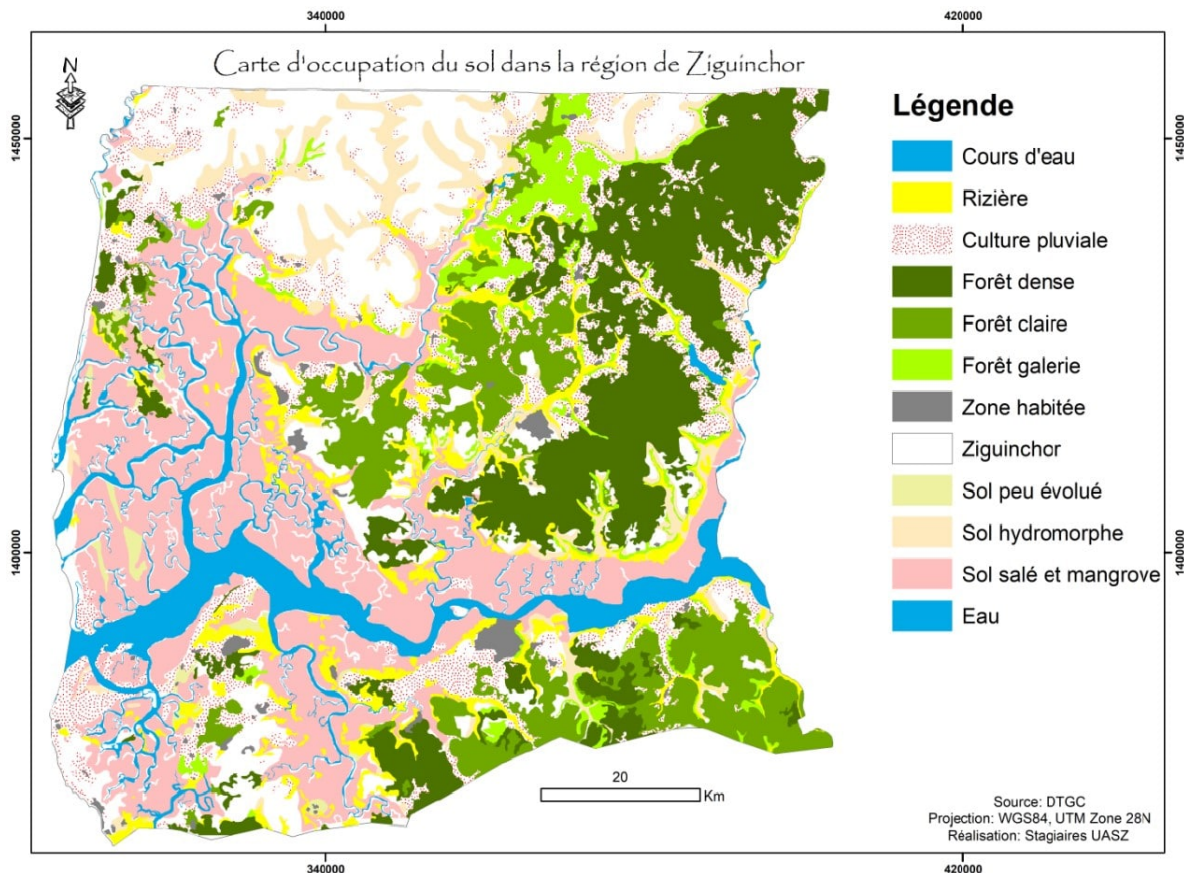 340000
420000
Carte d'occupation du sol dans la région de Ziguinchor
N
1450000
1450000
1400000
1400000
Légende
Cours d'eau
Rizière
Culture pluviale
Forêt dense
Forêt claire
Forêt galerie
Zone habitée
Ziguinchor
Sol peu évolué
Sol hydromorphe
Sol salé et mangrove
Eau
20
Km
Source: DTGC
Projection: WGS84, UTM Zone 28N
Réalisation: Stagiaires UASZ
340000
420000